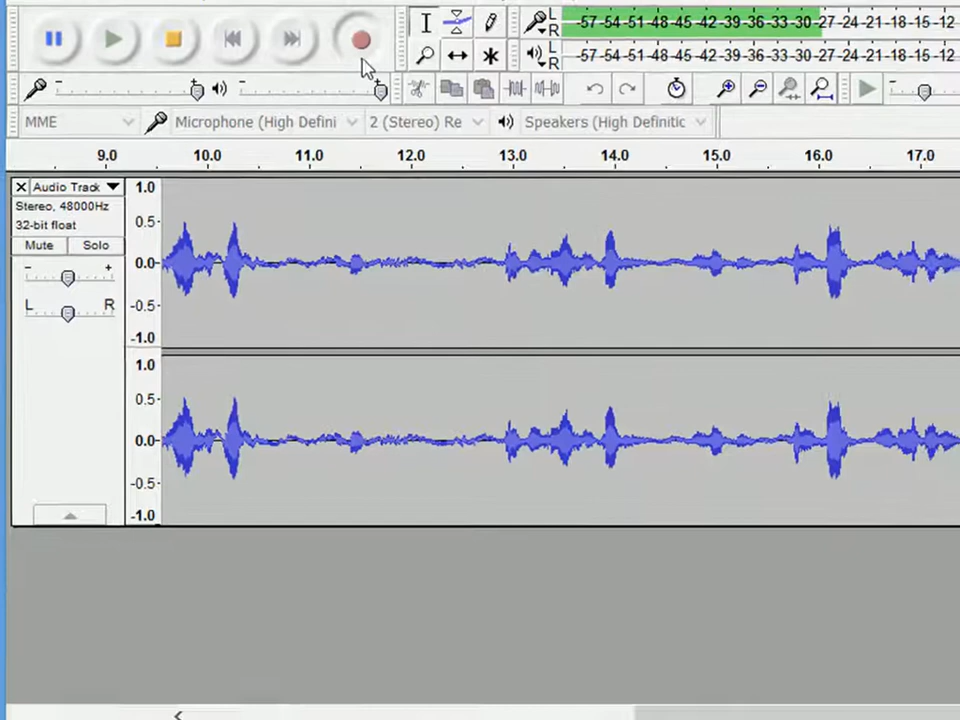 L
R
-57 -54 -51 -48 -45 -42 -39 -36 -33 -30 -27 -24 -21 -18 -15 -12
L
R
-57 -54 -51 -48 -45 -42 -39 -36 -33 -30 -27 -24 -21 -18 -15 -12
- +
- +
-
MME
Microphone (High Defini
2 (Stereo) Re
Speakers (High Definitic
9.0 10.0 11.0 12.0 13.0 14.0 15.0 16.0 17.0
Audio Track
Stereo, 48000Hz
32-bit float
Mute Solo
- +
L R
1.0
0.5
0.0
-0.5
-1.0
1.0
0.5
0.0
-0.5
-1.0